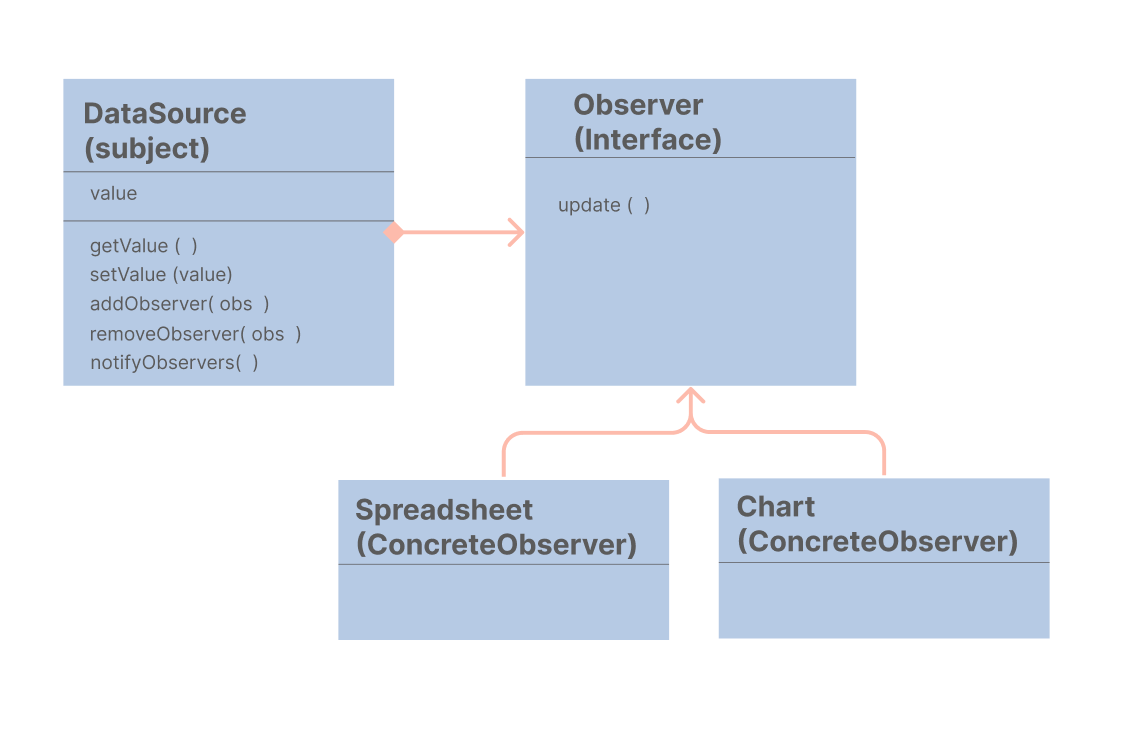 DataSource
(subject)
value
getValue (  )
setValue (value)
addObserver( obs  )
removeObserver( obs  )
notifyObservers(  )
Observer
(Interface)
update (  )
Spreadsheet
(ConcreteObserver)
Chart
(ConcreteObserver)